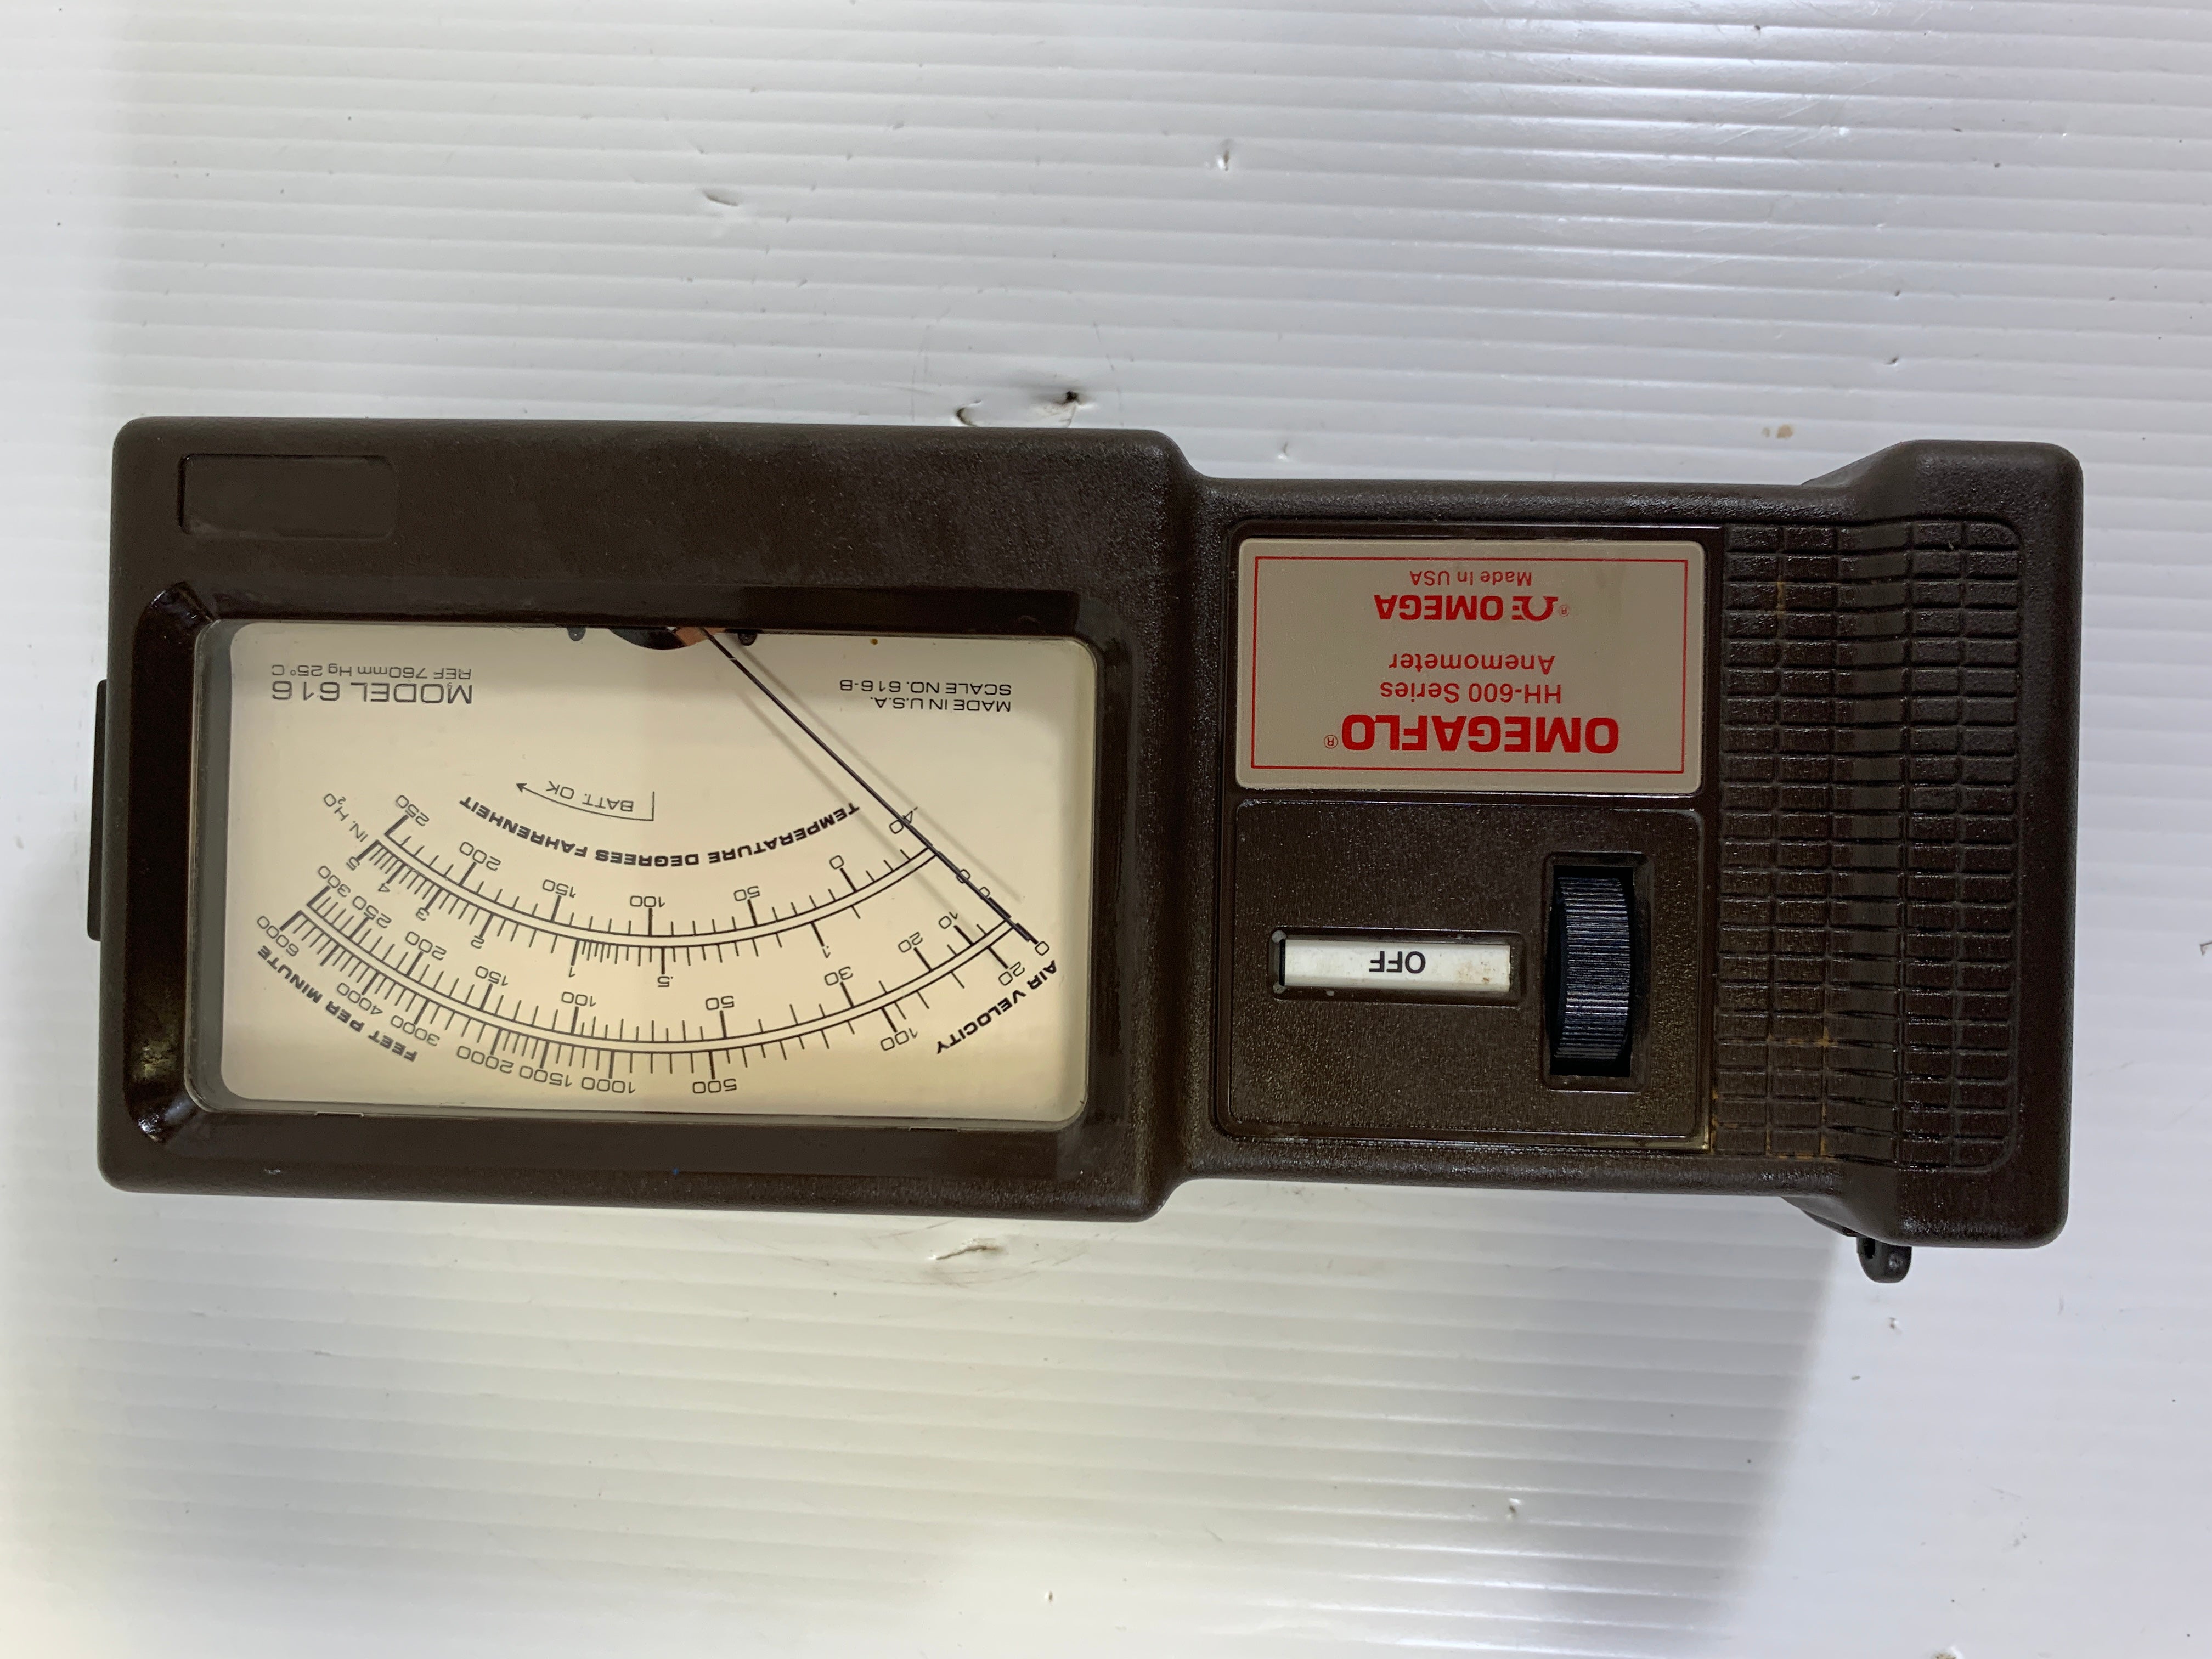 AIR VELOCITY
FEET PER MINUTE
0 20 100 500 1000 1500 2000 3000 4000 6000
0 10 20 30 50 100 150 200 250 300
0 .1 .5 1 2 3 4 5 IN. H₂O
-40 0 50 100 150 200 250
TEMPERATURE DEGREES FAHRENHEIT
BATT. OK
MADE IN U.S.A.
SCALE NO. 616-B
MODEL 616
REF 760mm Hg 25°C
OFF
OMEGAFLO®
HH-600 Series
Anemometer
Ω OMEGA®
Made In USA